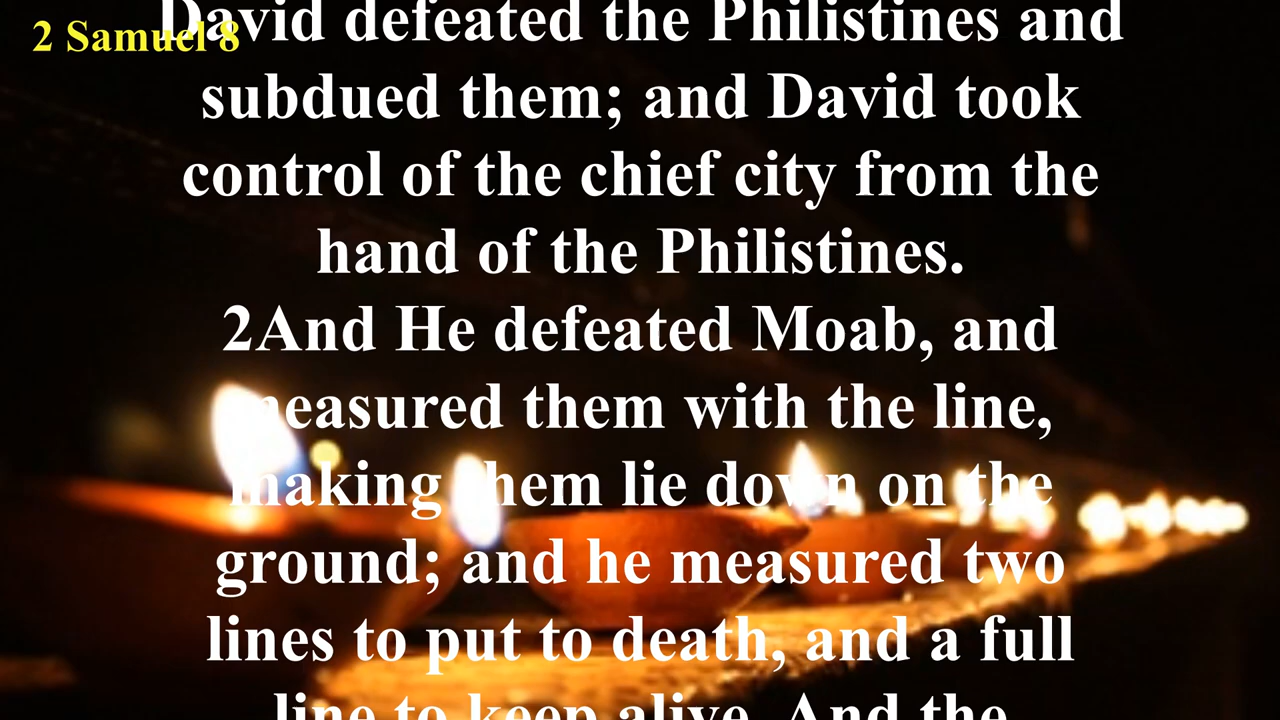 2 Samuel 8
David defeated the Philistines and
subdued them; and David took
control of the chief city from the
hand of the Philistines.
2And He defeated Moab, and
measured them with the line,
making them lie down on the
ground; and he measured two
lines to put to death, and a full
line to keep alive. And the